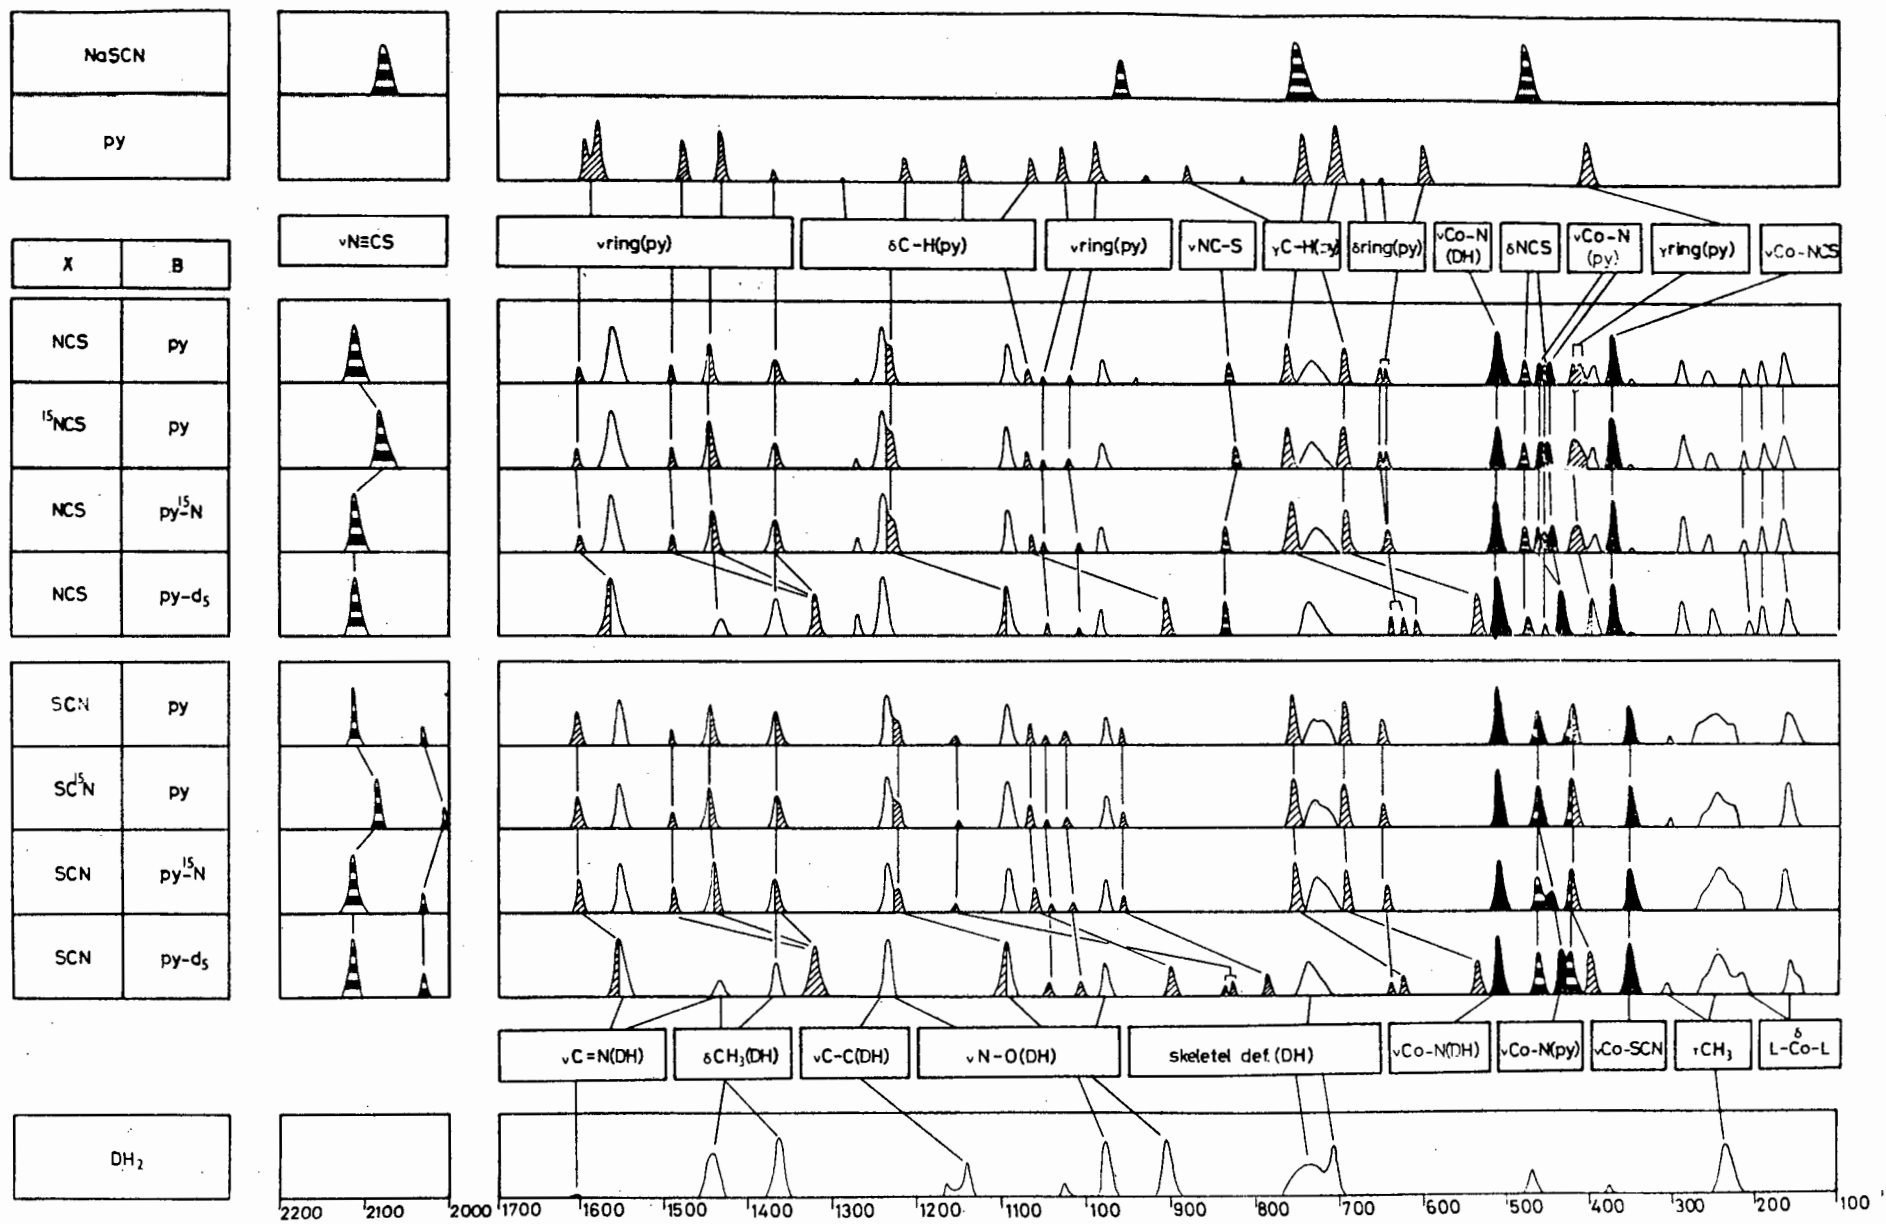 NaSCN
py
X B
νN≡CS νring(py) δC-H(py) νring(py) νNC-S γC-H(py) δring(py) νCo-N (DH) δNCS νCo-N (py) γring(py) νCo-NCS
NCS py
¹⁵NCS py
NCS py-¹⁵N
NCS py-d₅
SCN py
SC¹⁵N py
SCN py-¹⁵N
SCN py-d₅
νC=N(DH) δCH₃(DH) νC-C(DH) νN-O(DH) skeletel def.(DH) νCo-N(DH) νCo-N(py) νCo-SCN τCH₃ δ L-Co-L
DH₂
2200 2100 2000 1700 1600 1500 1400 1300 1200 1100 1000 900 800 700 600 500 400 300 200 100